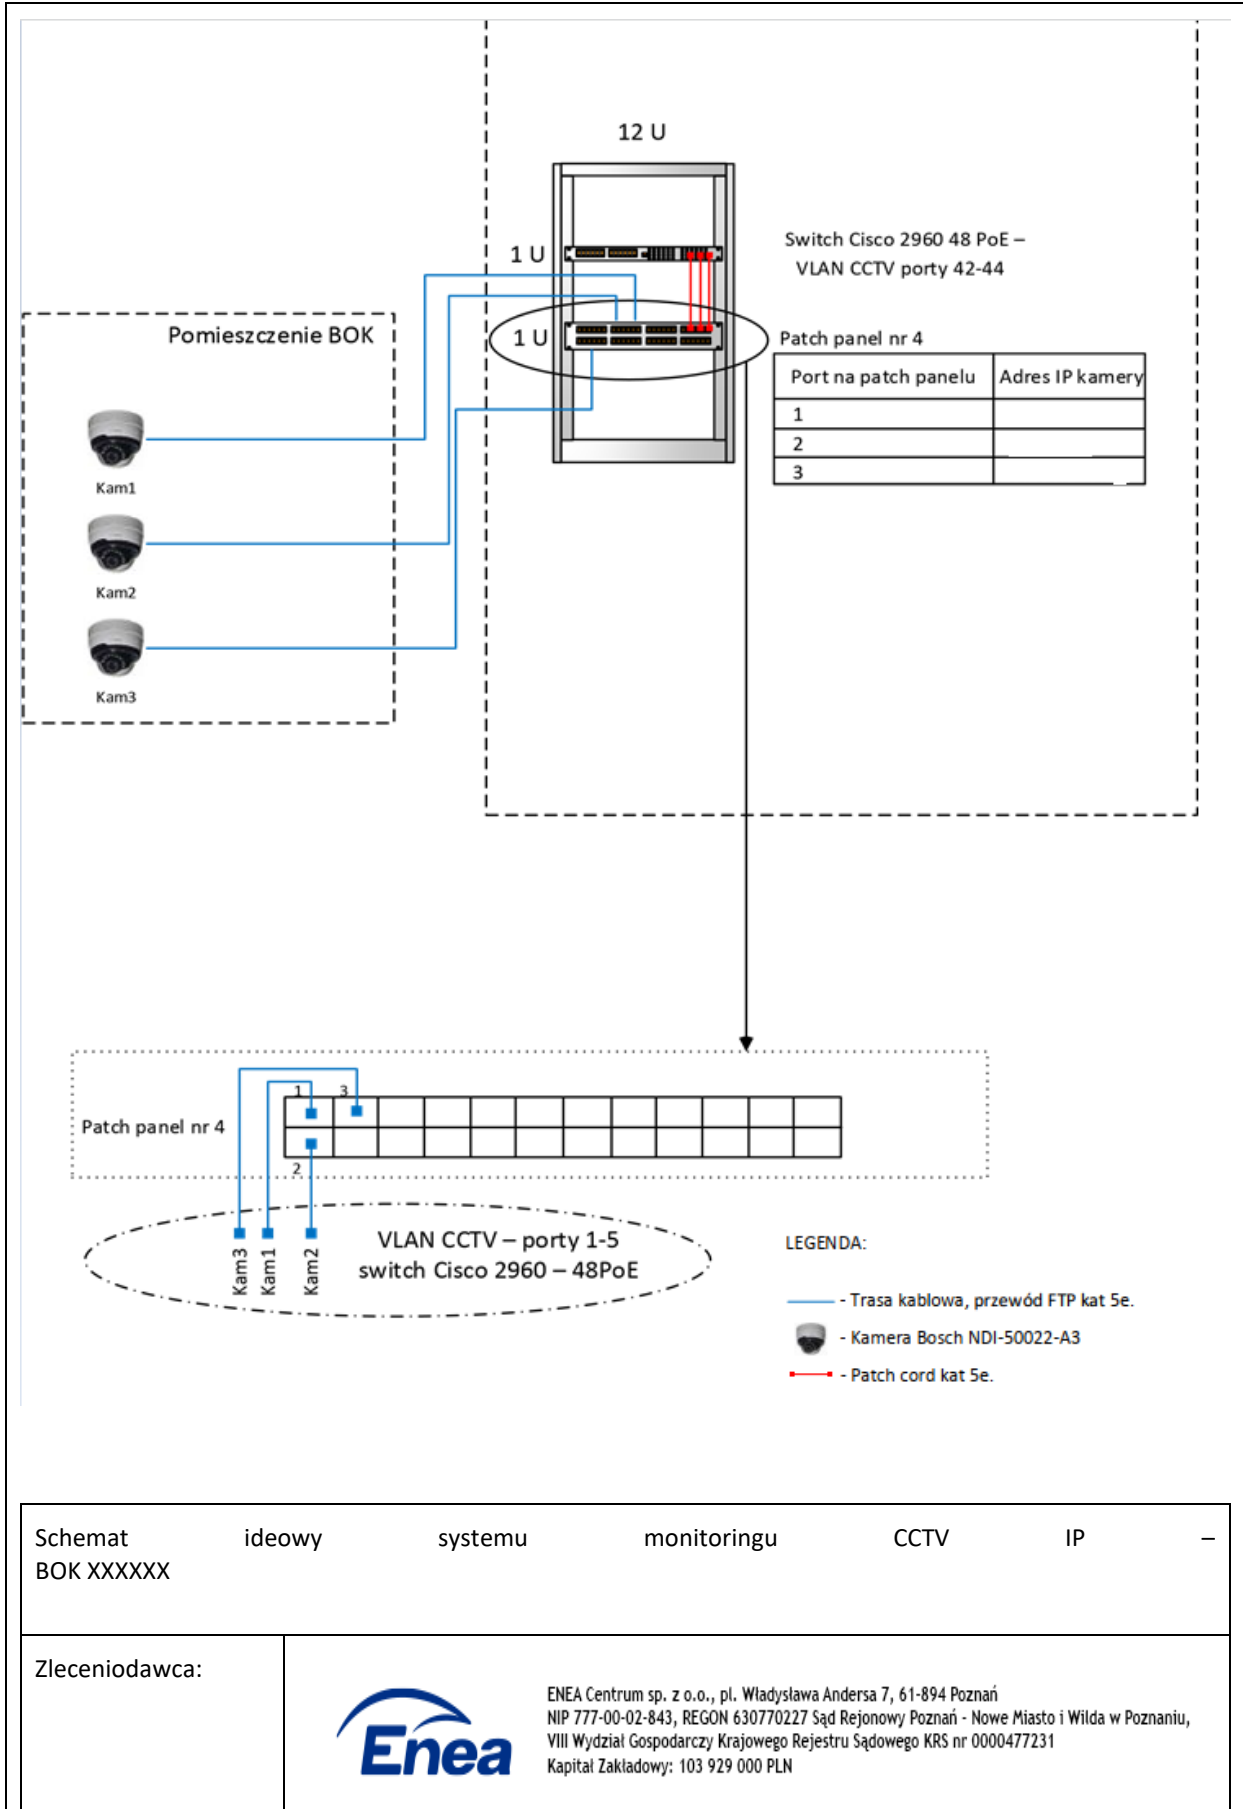 12 U
1 U
Switch Cisco 2960 48 PoE –
VLAN CCTV porty 42-44
Pomieszczenie BOK
1 U
Patch panel nr 4
Port na patch panelu Adres IP kamery
1
2
3
Kam1
Kam2
Kam3
1 3
Patch panel nr 4
2
Kam3 Kam1 Kam2
VLAN CCTV – porty 1-5
switch Cisco 2960 – 48PoE
LEGENDA:
- Trasa kablowa, przewód FTP kat 5e.
- Kamera Bosch NDI-50022-A3
- Patch cord kat 5e.
Schemat ideowy systemu monitoringu CCTV IP –
BOK XXXXXX
Zleceniodawca:
Enea
ENEA Centrum sp. z o.o., pl. Władysława Andersa 7, 61-894 Poznań
NIP 777-00-02-843, REGON 630770227 Sąd Rejonowy Poznań - Nowe Miasto i Wilda w Poznaniu,
VIII Wydział Gospodarczy Krajowego Rejestru Sądowego KRS nr 0000477231
Kapitał Zakładowy: 103 929 000 PLN